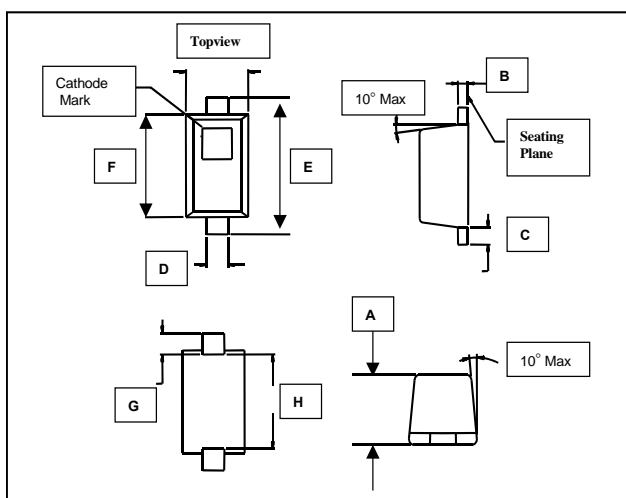 Topview
Cathode
Mark
B
10° Max
F
E
Seating
Plane
D
C
A
10° Max
G
H